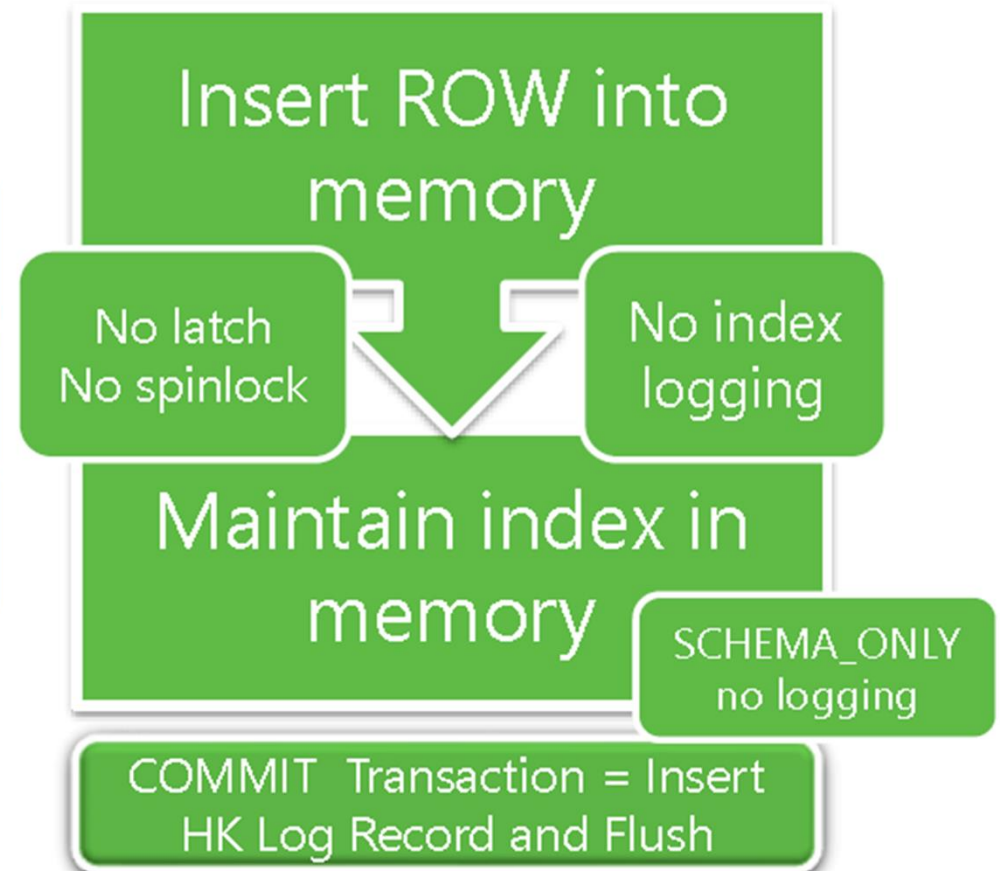 Insert ROW into
memory
No latch
No spinlock
No index
logging
Maintain index in
memory
SCHEMA_ONLY
no logging
COMMIT Transaction = Insert
HK Log Record and Flush